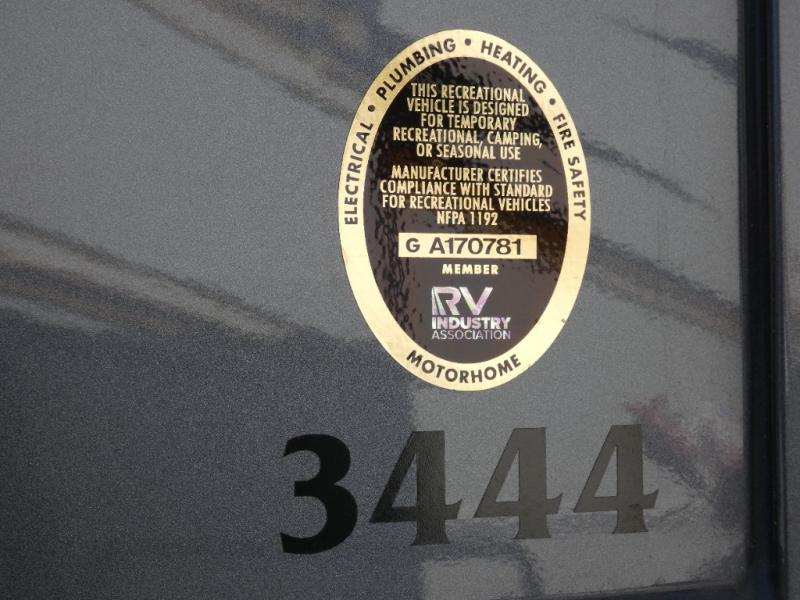 ELECTRICAL • PLUMBING • HEATING • FIRE SAFETY
THIS RECREATIONAL
VEHICLE IS DESIGNED
FOR TEMPORARY
RECREATIONAL, CAMPING,
OR SEASONAL USE
MANUFACTURER CERTIFIES
COMPLIANCE WITH STANDARD
FOR RECREATIONAL VEHICLES
NFPA 1192
G A170781
MEMBER
RV
INDUSTRY
ASSOCIATION
MOTORHOME
3444